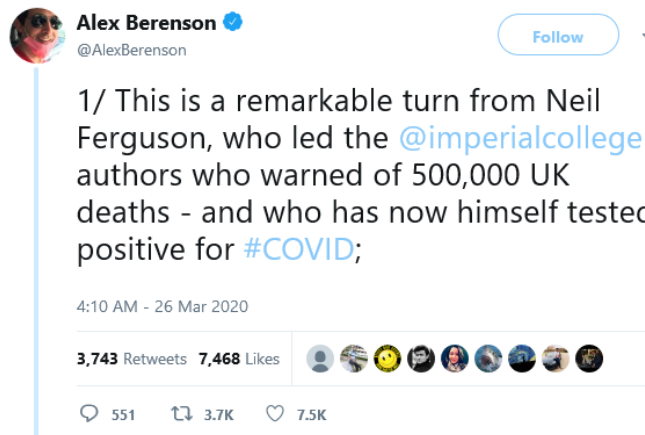 Alex Berenson
@AlexBerenson
Follow
1/ This is a remarkable turn from Neil
Ferguson, who led the @imperialcollege
authors who warned of 500,000 UK
deaths - and who has now himself tested
positive for #COVID;
4:10 AM - 26 Mar 2020
3,743 Retweets 7,468 Likes
551 3.7K 7.5K